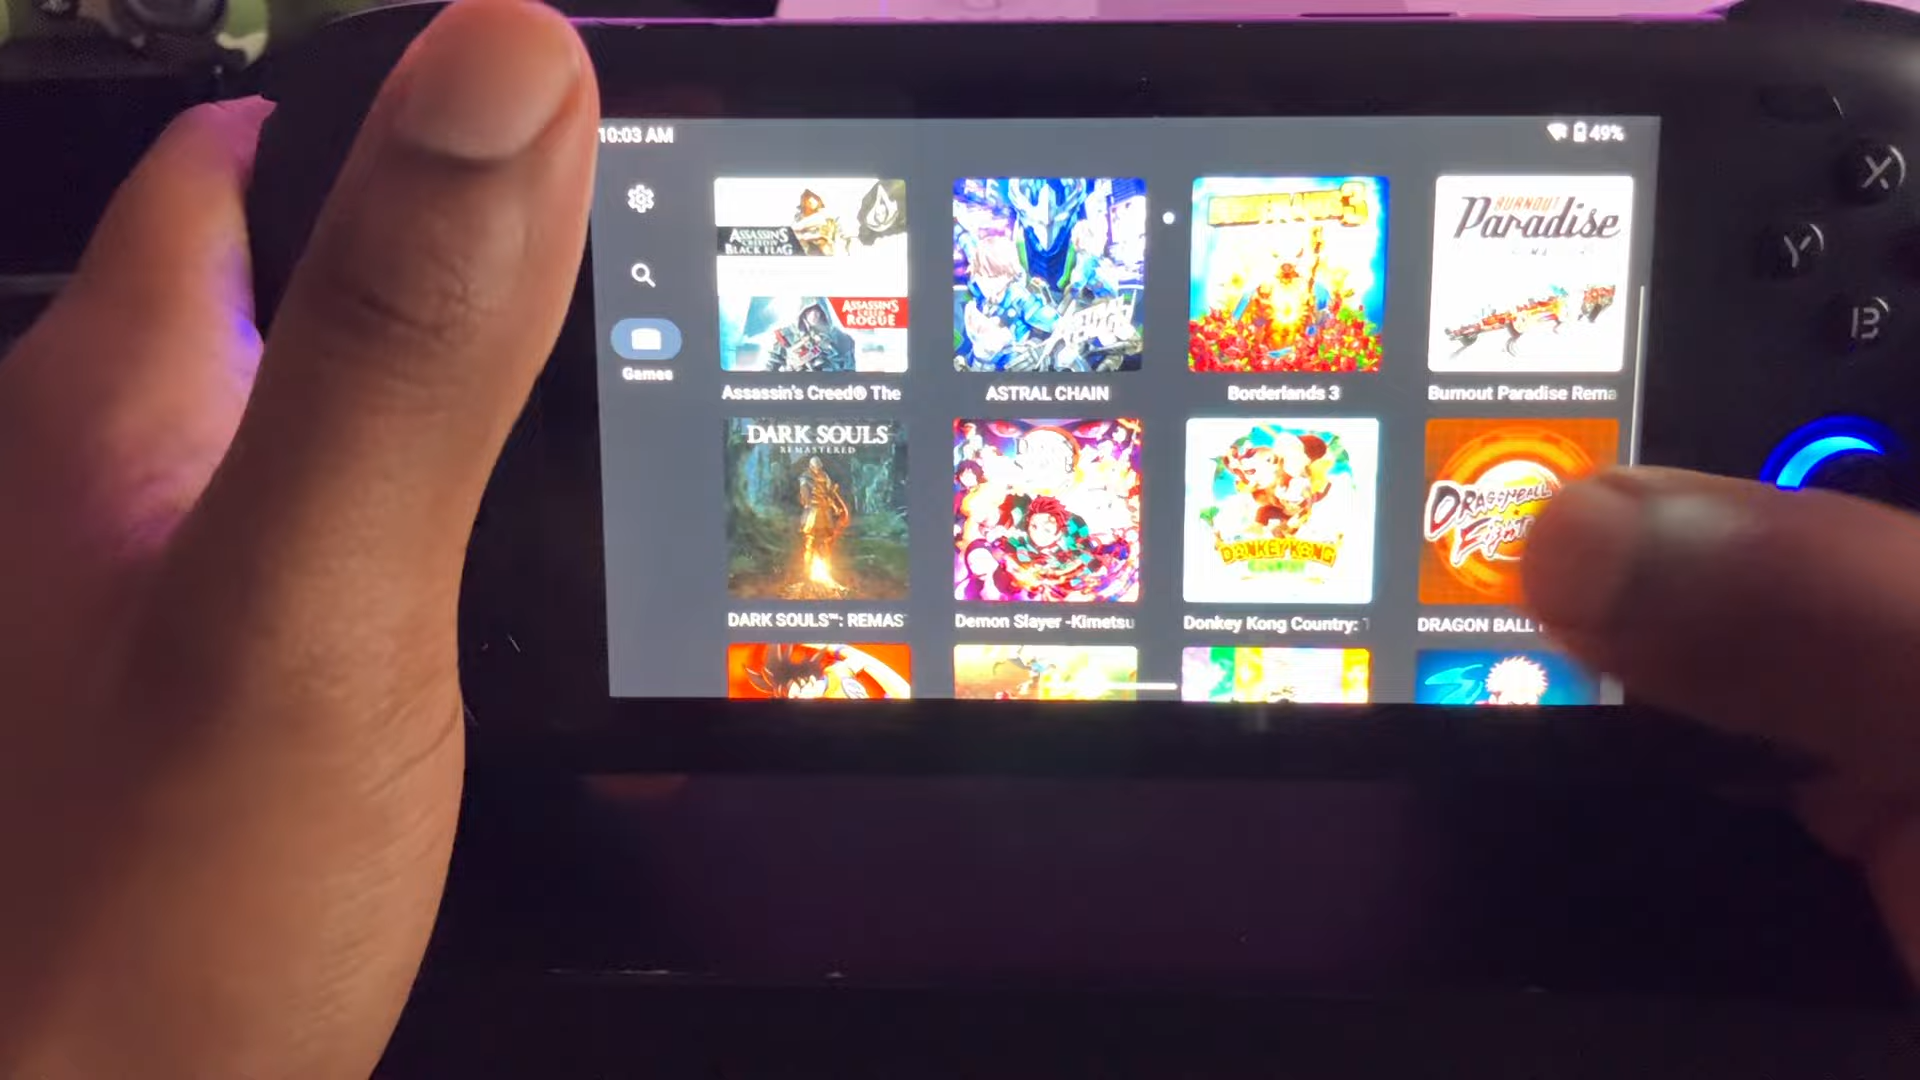 10:03 AM
49%
ASSASSIN'S
CREED IV
BLACK FLAG
ASSASSIN'S
CREED
ROGUE
BURNOUT
Paradise
Assassin's Creed® The
ASTRAL CHAIN
Borderlands 3
Burnout Paradise Rema
Games
DARK SOULS
REMASTERED
DONKEY KONG
DRAGONBALL
DARK SOULS™: REMAS
Demon Slayer -Kimetsu
Donkey Kong Country:
DRAGON BALL
X
Y
B